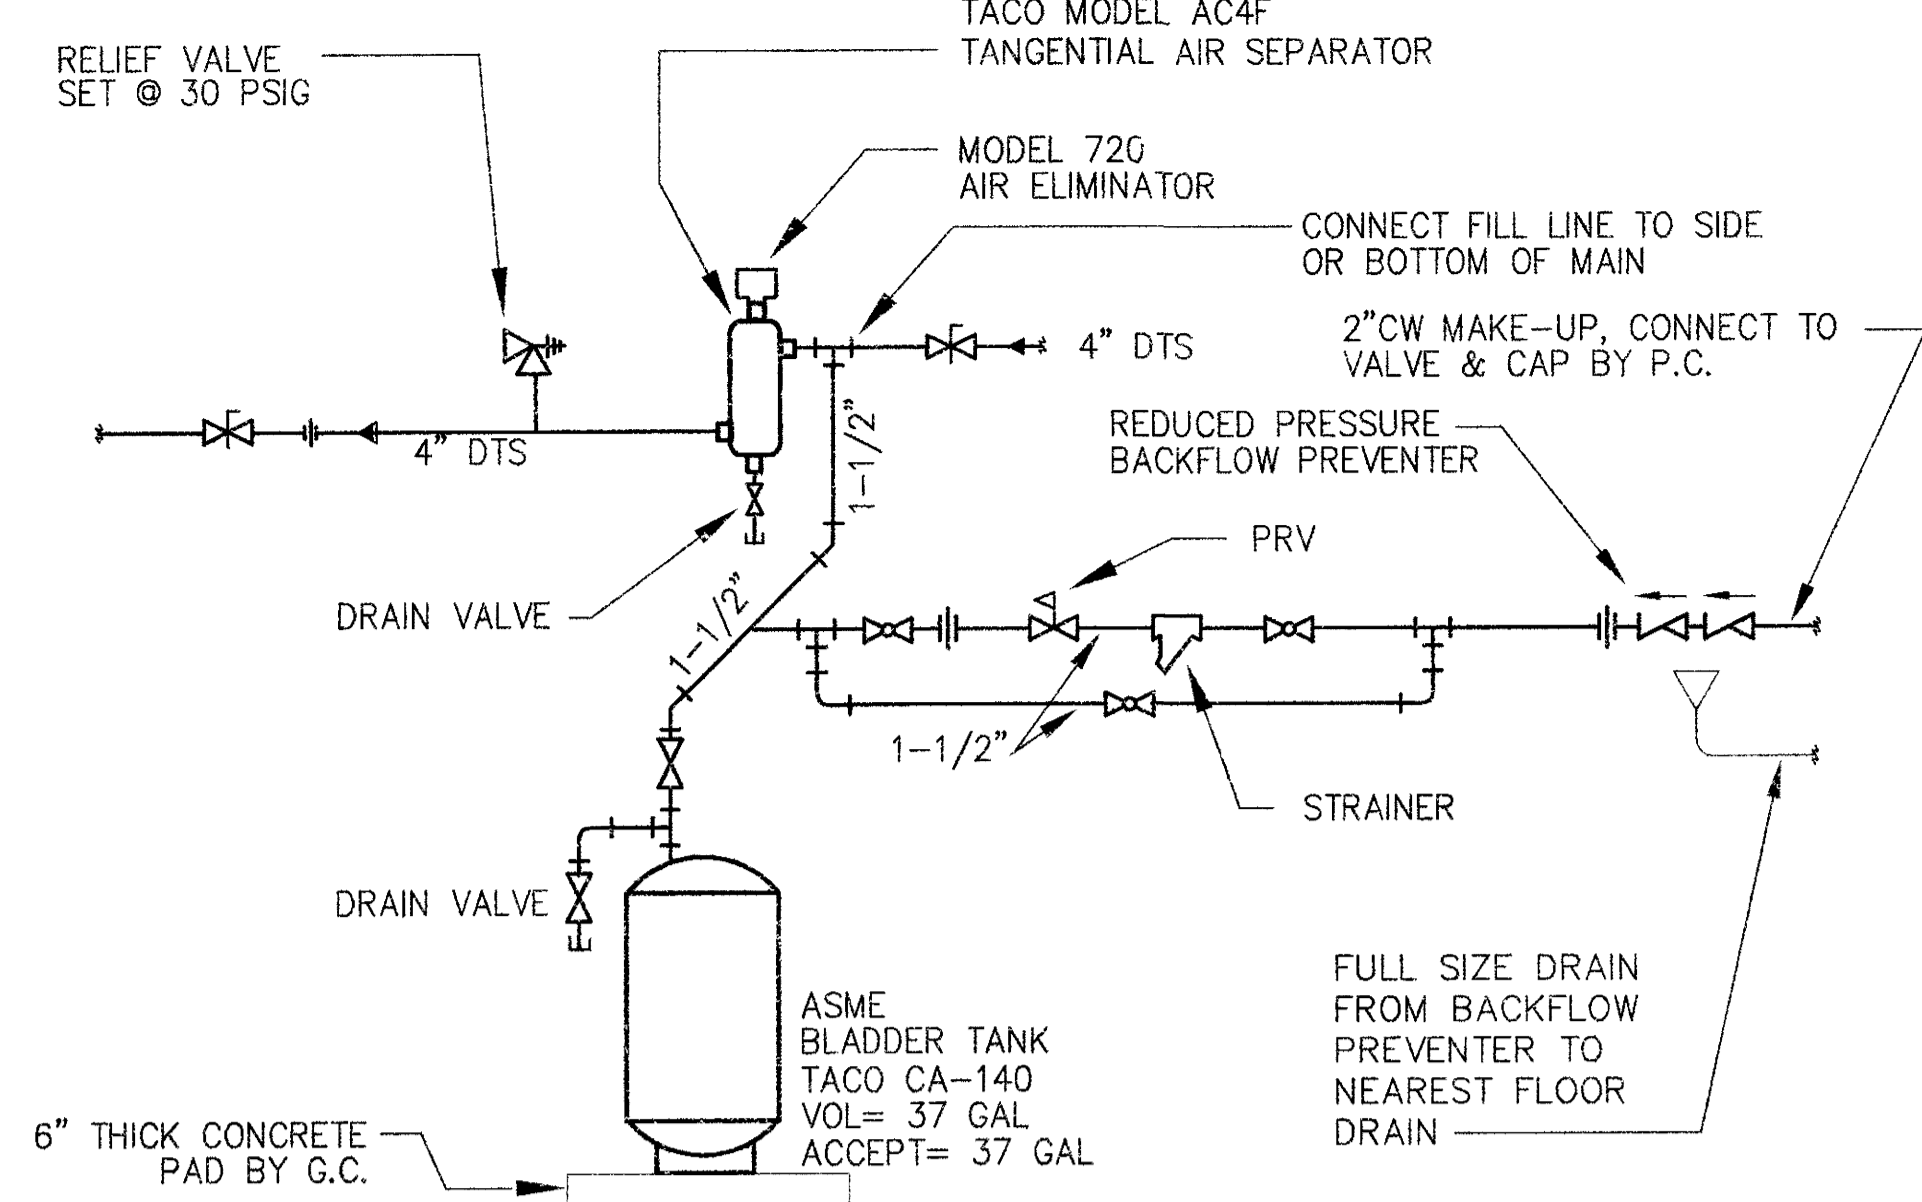 TACO MODEL AC4F
TANGENTIAL AIR SEPARATOR
RELIEF VALVE
SET @ 30 PSIG
MODEL 720
AIR ELIMINATOR
CONNECT FILL LINE TO SIDE
OR BOTTOM OF MAIN
4" DTS
2"CW MAKE-UP, CONNECT TO
VALVE & CAP BY P.C.
4" DTS
1-1/2"
REDUCED PRESSURE
BACKFLOW PREVENTER
PRV
DRAIN VALVE
1-1/2"
1-1/2"
STRAINER
DRAIN VALVE
ASME
BLADDER TANK
TACO CA-140
VOL= 37 GAL
ACCEPT= 37 GAL
FULL SIZE DRAIN
FROM BACKFLOW
PREVENTER TO
NEAREST FLOOR
DRAIN
6" THICK CONCRETE
PAD BY G.C.